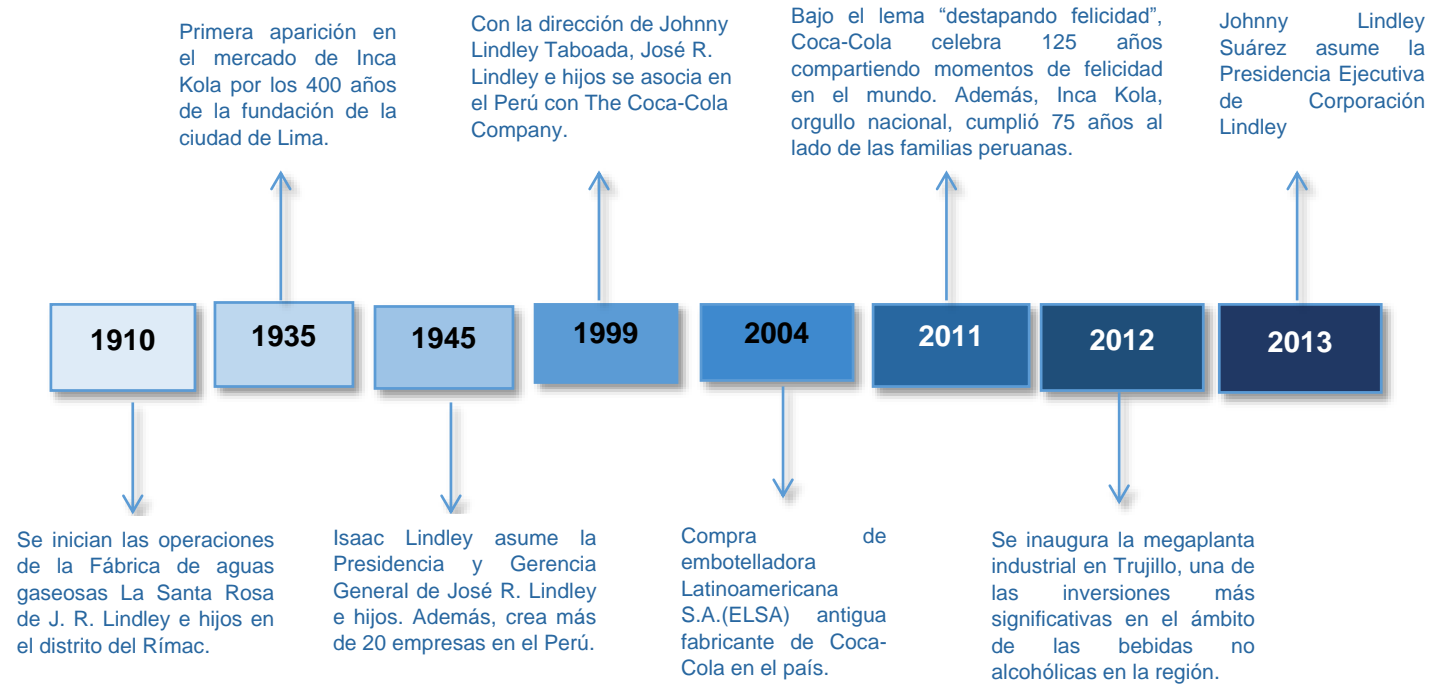 Primera aparición en
el mercado de Inca
Kola por los 400 años
de la fundación de la
ciudad de Lima.
Con la dirección de Johnny
Lindley Taboada, José R.
Lindley e hijos se asocia en
el Perú con The Coca-Cola
Company.
Bajo el lema “destapando felicidad”,
Coca-Cola celebra 125 años
compartiendo momentos de felicidad
en el mundo. Además, Inca Kola,
orgullo nacional, cumplió 75 años al
lado de las familias peruanas.
Johnny Lindley
Suárez asume la
Presidencia Ejecutiva
de Corporación
Lindley
1910
1935
1945
1999
2004
2011
2012
2013
Se inician las operaciones
de la Fábrica de aguas
gaseosas La Santa Rosa
de J. R. Lindley e hijos en
el distrito del Rímac.
Isaac Lindley asume la
Presidencia y Gerencia
General de José R. Lindley
e hijos. Además, crea más
de 20 empresas en el Perú.
Compra de
embotelladora
Latinoamericana
S.A.(ELSA) antigua
fabricante de Coca-
Cola en el país.
Se inaugura la megaplanta
industrial en Trujillo, una de
las inversiones más
significativas en el ámbito
de las bebidas no
alcohólicas en la región.